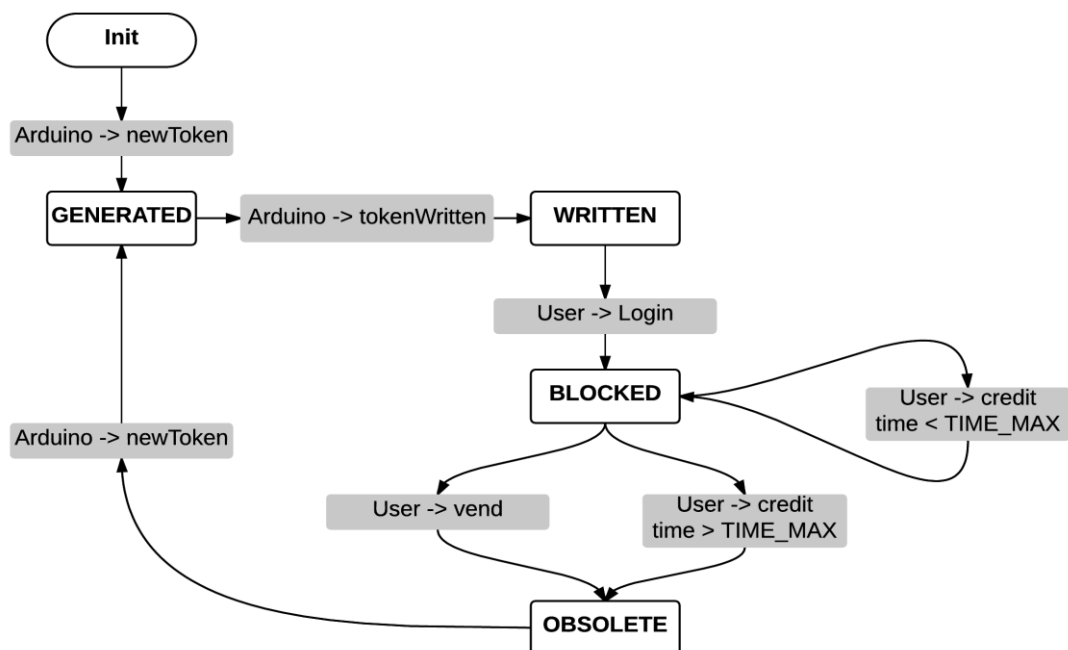 Init
Arduino -> newToken
GENERATED
Arduino -> tokenWritten
WRITTEN
User -> Login
BLOCKED
User -> credit
time < TIME_MAX
Arduino -> newToken
User -> vend
User -> credit
time > TIME_MAX
OBSOLETE